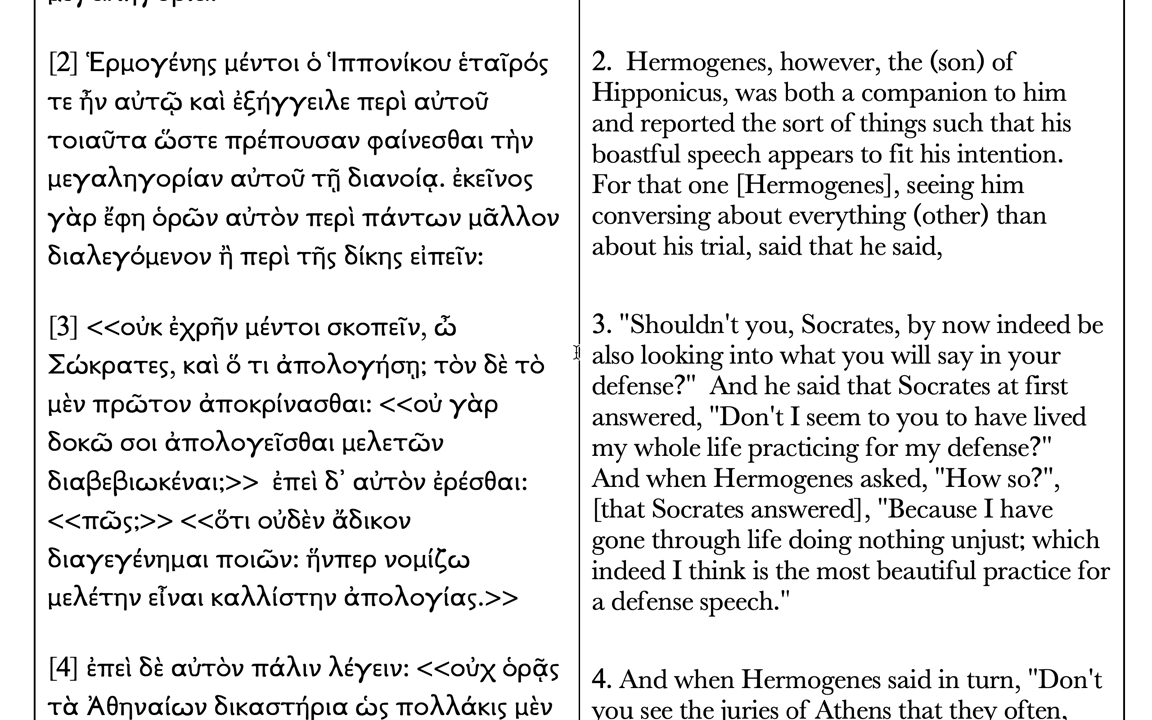 [2] Ἑρμογένης μέντοι ὁ Ἱππονίκου ἑταῖρός
τε ἦν αὐτῷ καὶ ἐξήγγειλε περὶ αὐτοῦ
τοιαῦτα ὥστε πρέπουσαν φαίνεσθαι τὴν
μεγαληγορίαν αὐτοῦ τῇ διανοίᾳ. ἐκεῖνος
γὰρ ἔφη ὁρῶν αὐτὸν περὶ πάντων μᾶλλον
διαλεγόμενον ἢ περὶ τῆς δίκης εἰπεῖν:
[3] <<οὐκ ἐχρῆν μέντοι σκοπεῖν, ὦ
Σώκρατες, καὶ ὅ τι ἀπολογήσῃ; τὸν δὲ τὸ
μὲν πρῶτον ἀποκρίνασθαι: <<οὐ γὰρ
δοκῶ σοι ἀπολογεῖσθαι μελετῶν
διαβεβιωκέναι;>> ἐπεὶ δ' αὐτὸν ἐρέσθαι:
<<πῶς;>> <<ὅτι οὐδὲν ἄδικον
διαγεγένημαι ποιῶν: ἥνπερ νομίζω
μελέτην εἶναι καλλίστην ἀπολογίας.>>
[4] ἐπεὶ δὲ αὐτὸν πάλιν λέγειν: <<οὐχ ὁρᾷς
τὰ Ἀθηναίων δικαστήρια ὡς πολλάκις μὲν
2. Hermogenes, however, the (son) of
Hipponicus, was both a companion to him
and reported the sort of things such that his
boastful speech appears to fit his intention.
For that one [Hermogenes], seeing him
conversing about everything (other) than
about his trial, said that he said,
3. "Shouldn't you, Socrates, by now indeed be
also looking into what you will say in your
defense?" And he said that Socrates at first
answered, "Don't I seem to you to have lived
my whole life practicing for my defense?"
And when Hermogenes asked, "How so?",
[that Socrates answered], "Because I have
gone through life doing nothing unjust; which
indeed I think is the most beautiful practice for
a defense speech."
4. And when Hermogenes said in turn, "Don't
you see the juries of Athens that they often,